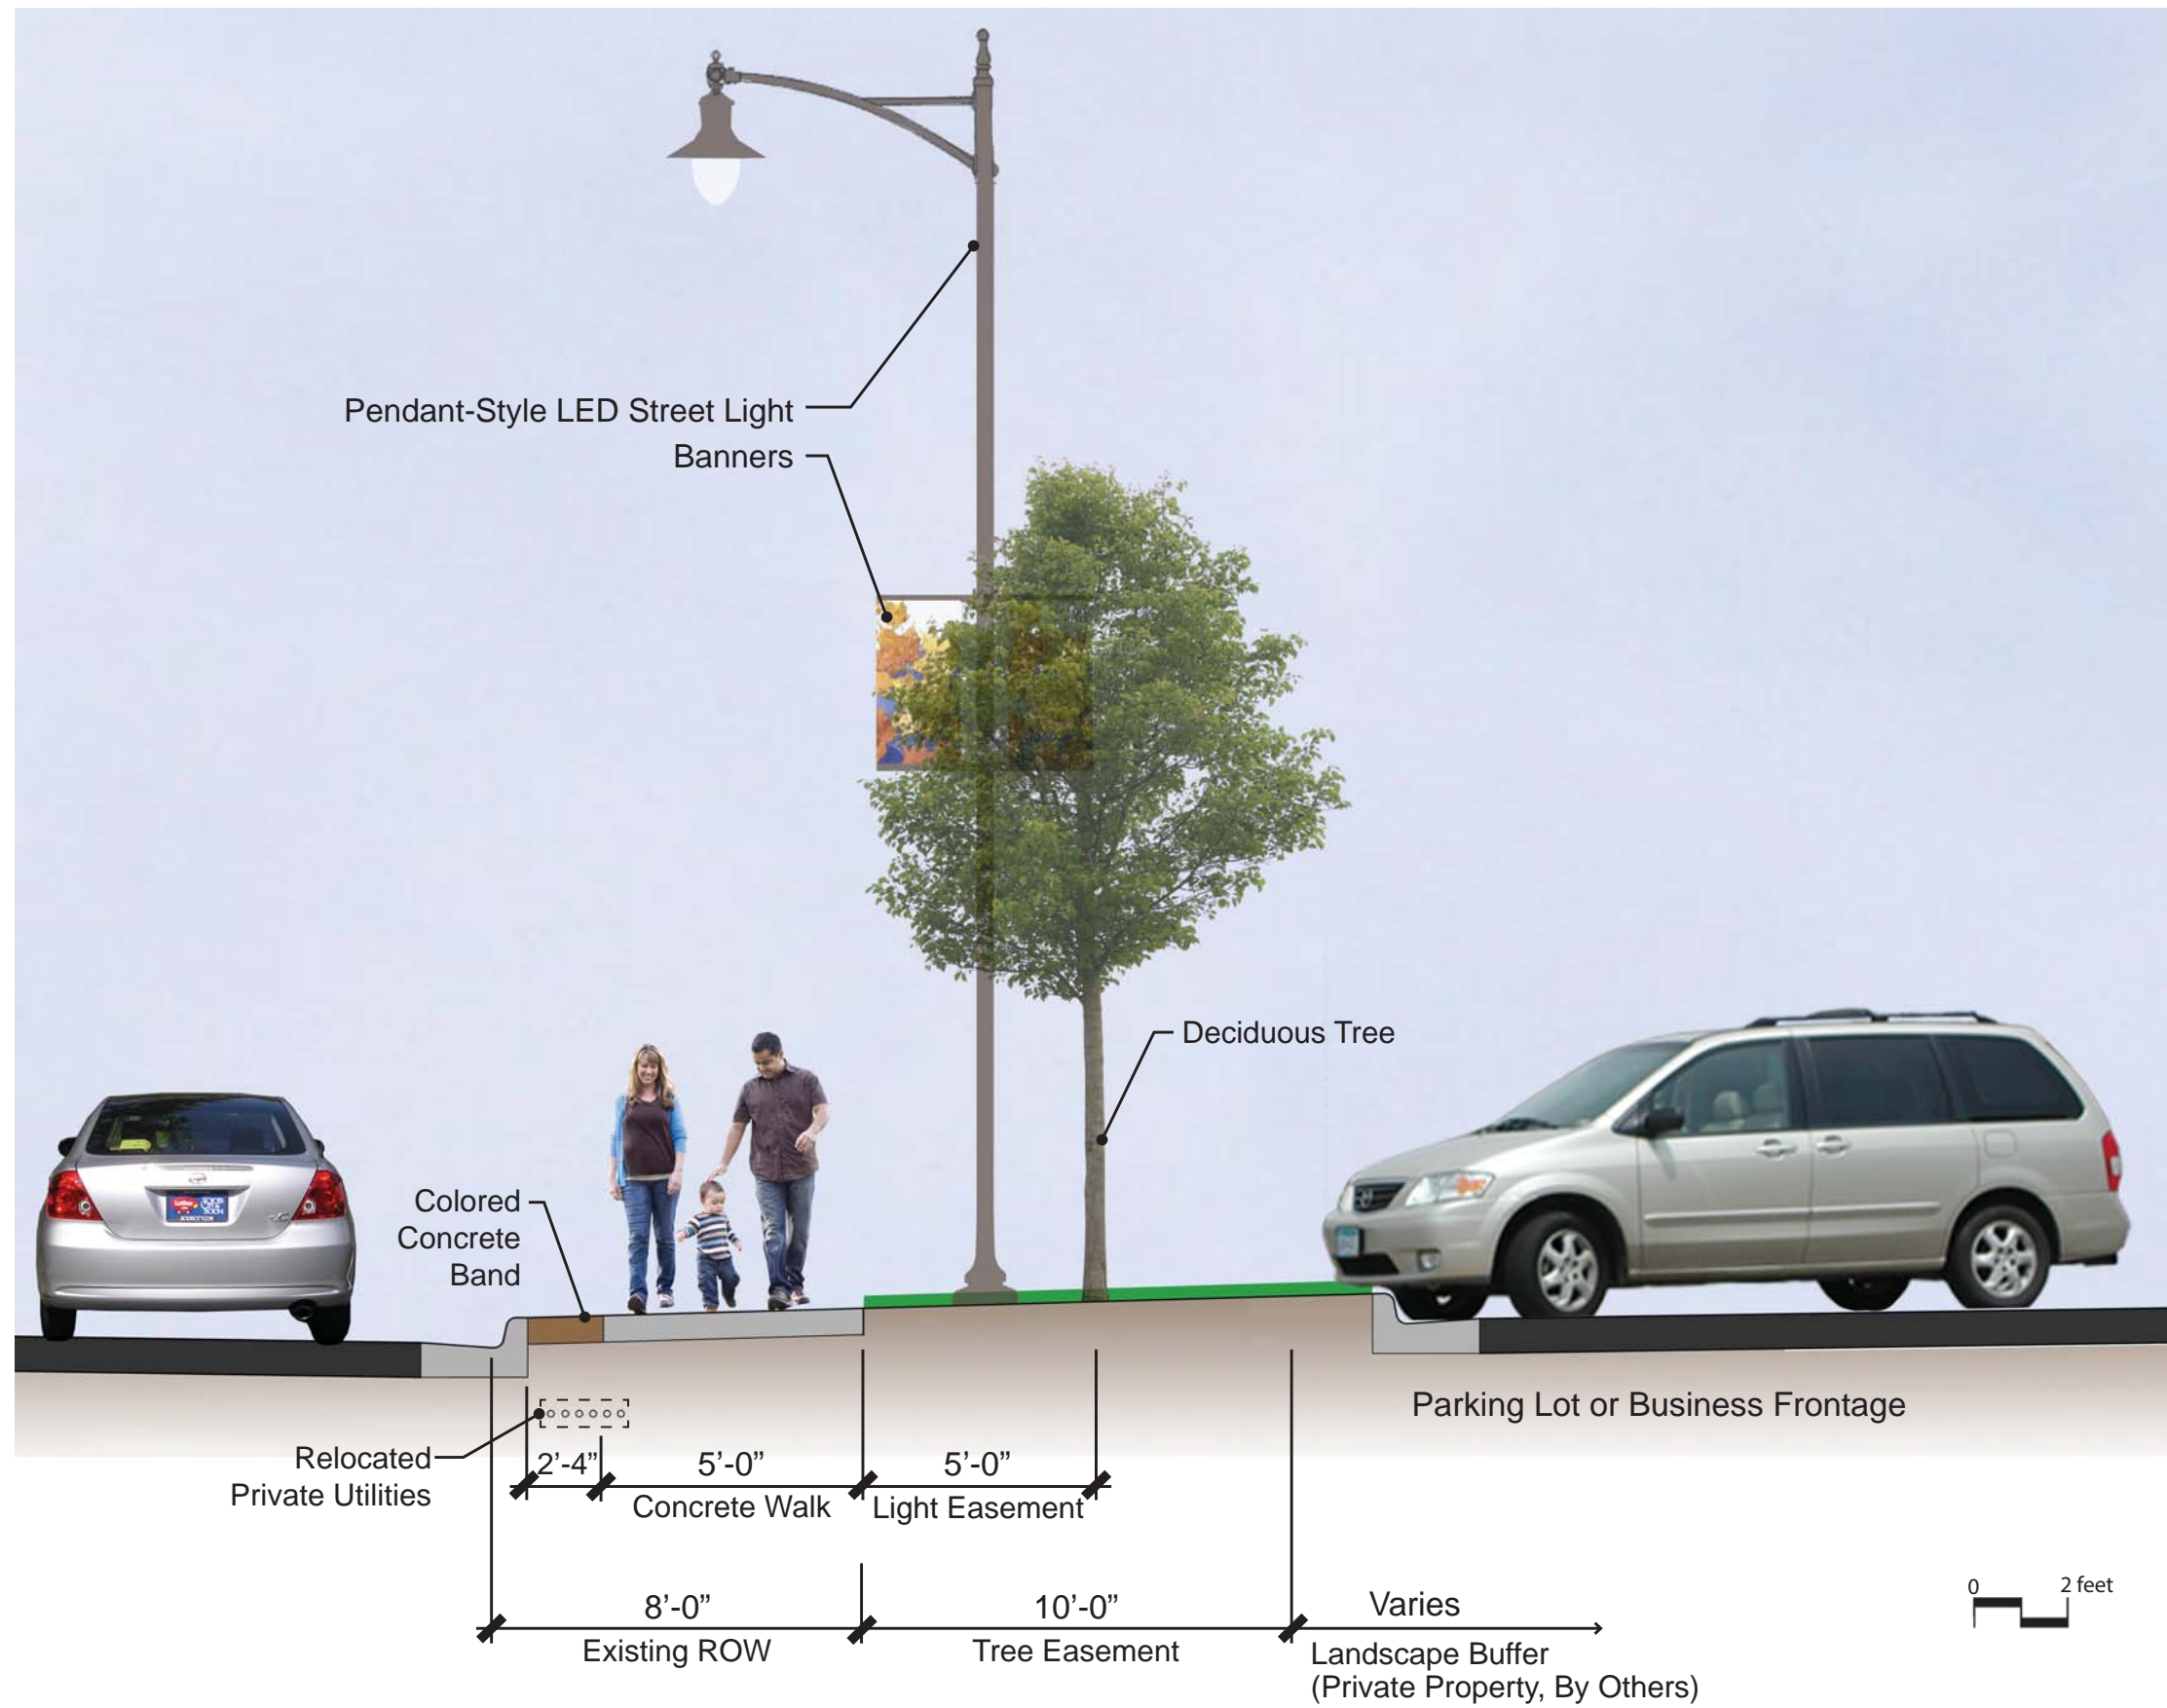 Pendant-Style LED Street Light
Banners
Deciduous Tree
Colored
Concrete
Band
Parking Lot or Business Frontage
Relocated
Private Utilities
2’-4”
5’-0”
5’-0”
Concrete Walk
Light Easement
8’-0”
10’-0”
Varies
Existing ROW
Tree Easement
Landscape Buffer
(Private Property, By Others)
0
2 feet